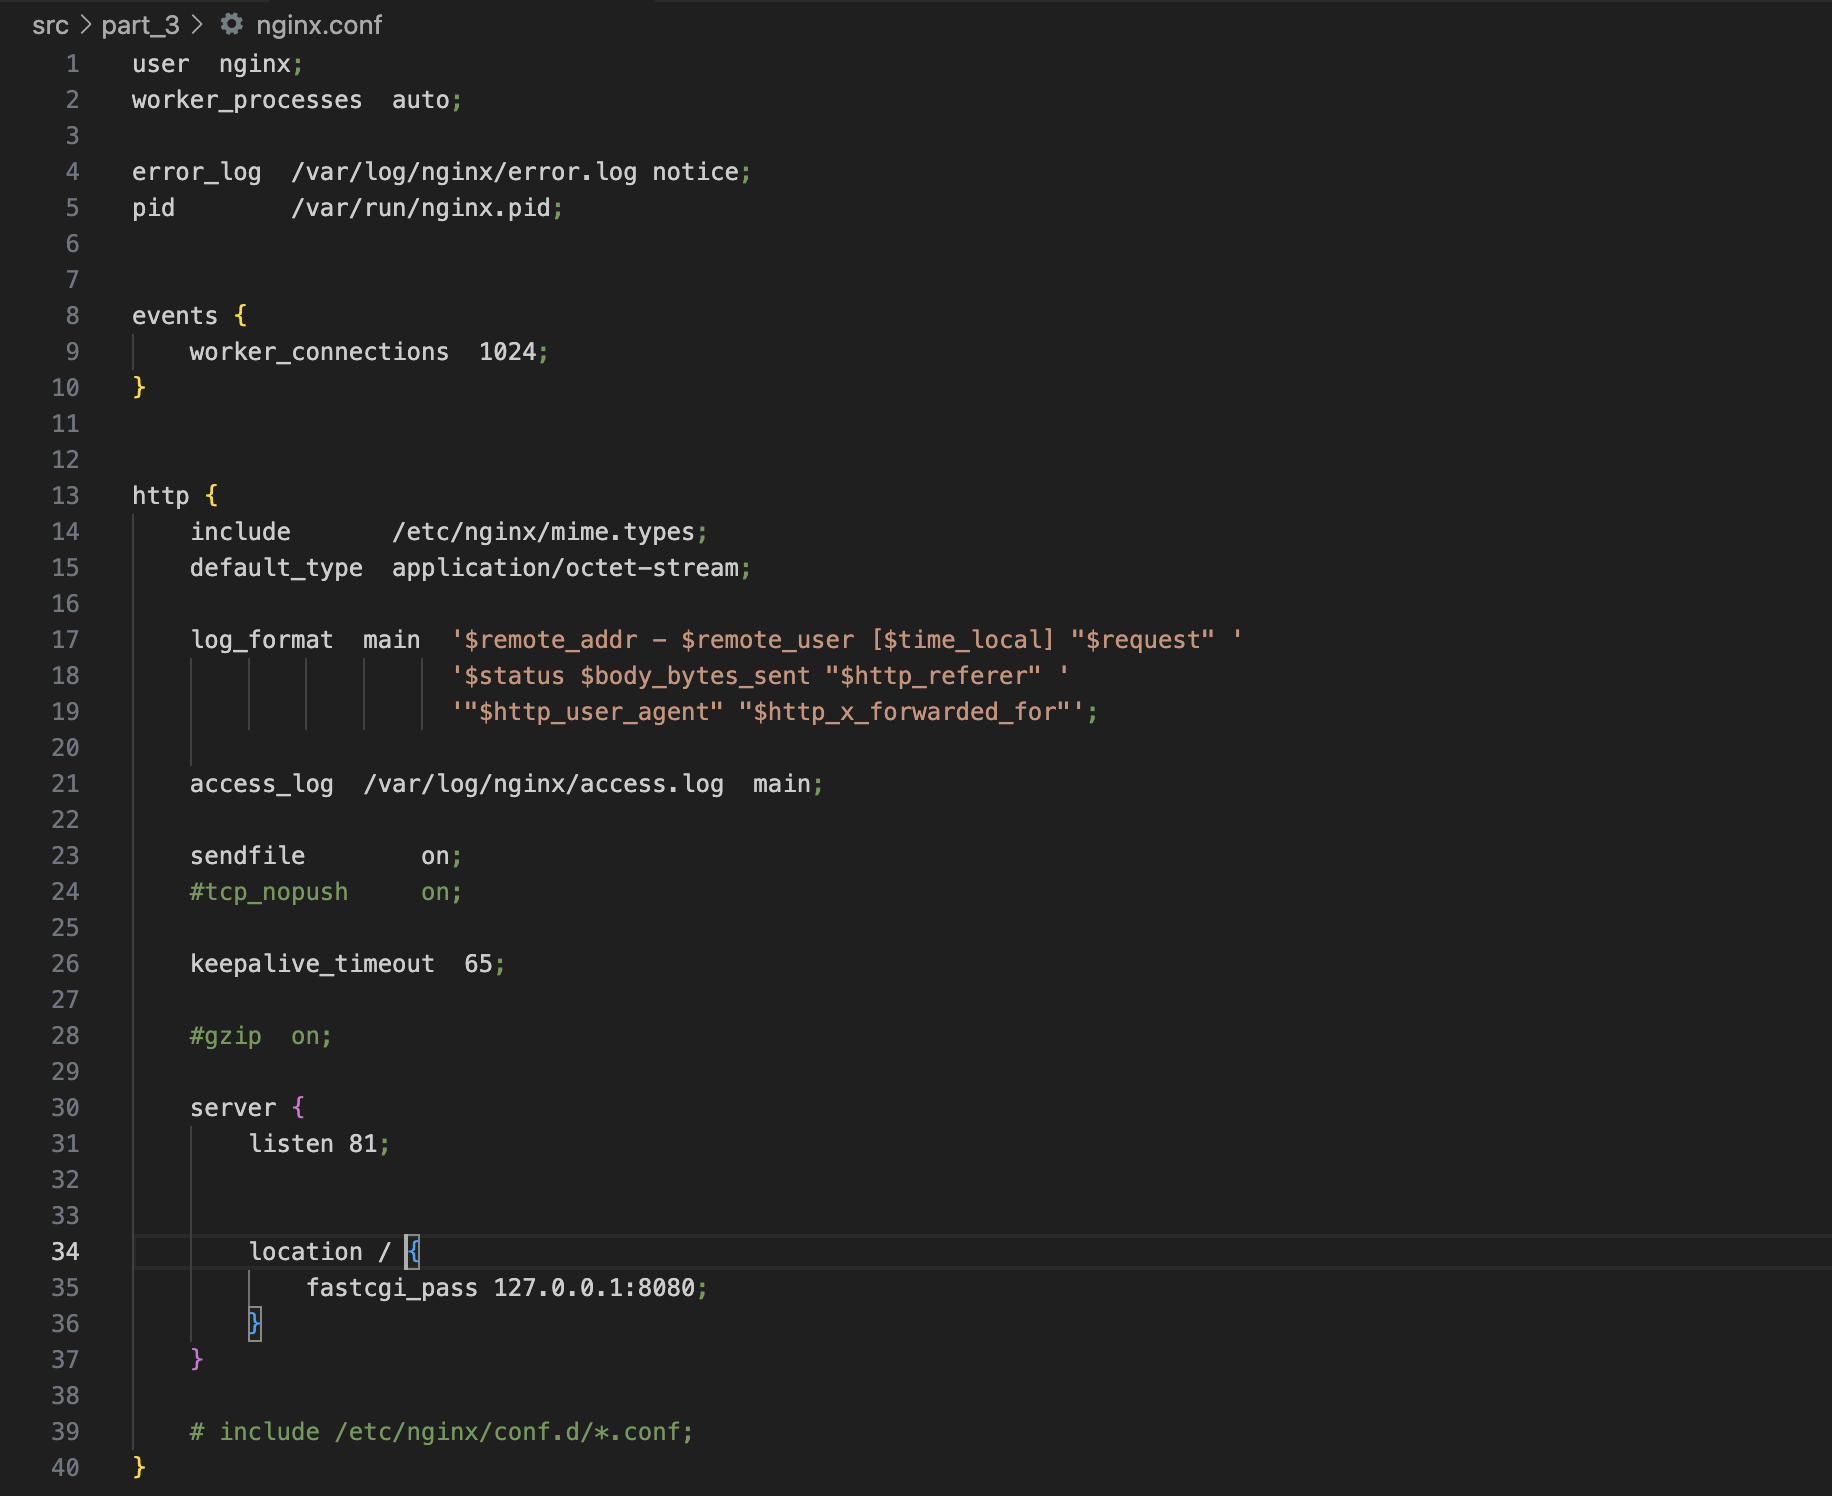 src > part_3 > nginx.conf
1 user  nginx;
2 worker_processes  auto;
3
4 error_log  /var/log/nginx/error.log notice;
5 pid        /var/run/nginx.pid;
6
7
8 events {
9     worker_connections  1024;
10 }
11
12
13 http {
14     include       /etc/nginx/mime.types;
15     default_type  application/octet-stream;
16
17     log_format  main  '$remote_addr - $remote_user [$time_local] "$request" '
18                       '$status $body_bytes_sent "$http_referer" '
19                       '"$http_user_agent" "$http_x_forwarded_for"';
20
21     access_log  /var/log/nginx/access.log  main;
22
23     sendfile        on;
24     #tcp_nopush     on;
25
26     keepalive_timeout  65;
27
28     #gzip  on;
29
30     server {
31         listen 81;
32
33
34         location / {
35             fastcgi_pass 127.0.0.1:8080;
36         }
37     }
38
39     # include /etc/nginx/conf.d/*.conf;
40 }